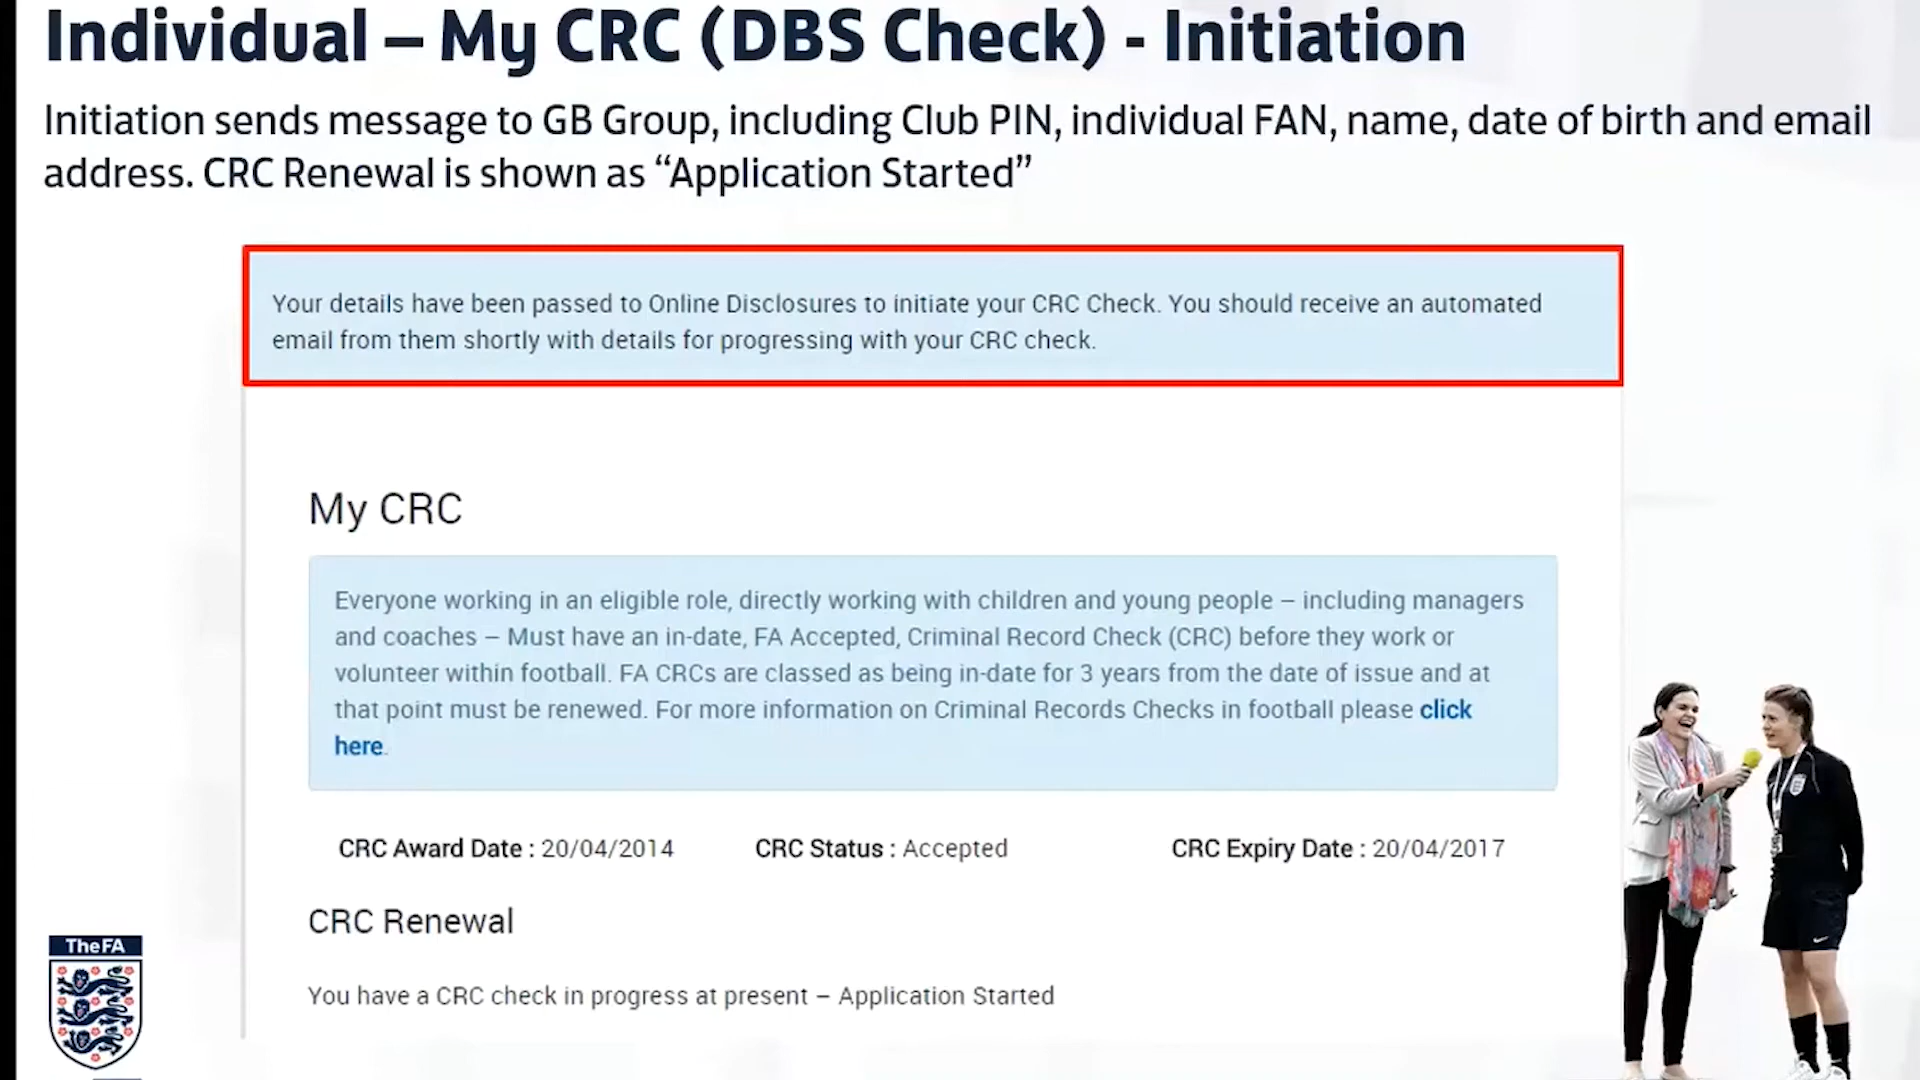 Individual – My CRC (DBS Check) - Initiation
Initiation sends message to GB Group, including Club PIN, individual FAN, name, date of birth and email
address. CRC Renewal is shown as “Application Started”
Your details have been passed to Online Disclosures to initiate your CRC Check. You should receive an automated
email from them shortly with details for progressing with your CRC check.
My CRC
Everyone working in an eligible role, directly working with children and young people – including managers
and coaches – Must have an in-date, FA Accepted, Criminal Record Check (CRC) before they work or
volunteer within football. FA CRCs are classed as being in-date for 3 years from the date of issue and at
that point must be renewed. For more information on Criminal Records Checks in football please click
here.
CRC Award Date : 20/04/2014 CRC Status : Accepted CRC Expiry Date : 20/04/2017
CRC Renewal
You have a CRC check in progress at present – Application Started
The FA